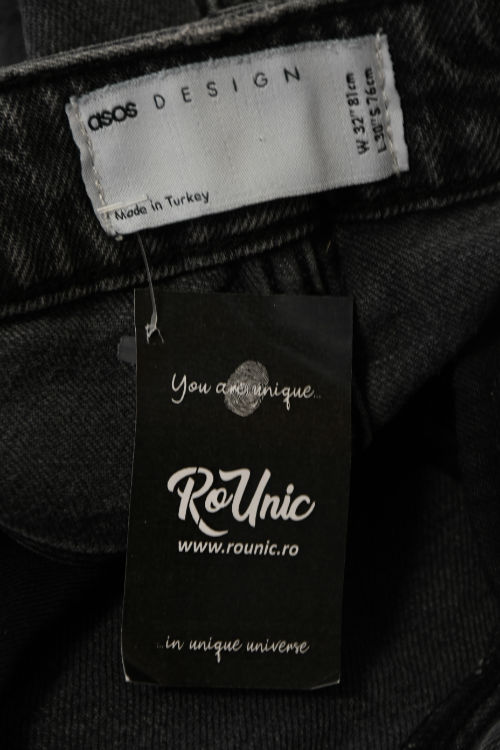 asos DESIGN
W 32" 81cm
L 30" S 76cm
Made in Turkey
You are unique...
RoUnic
www.rounic.ro
...in unique universe